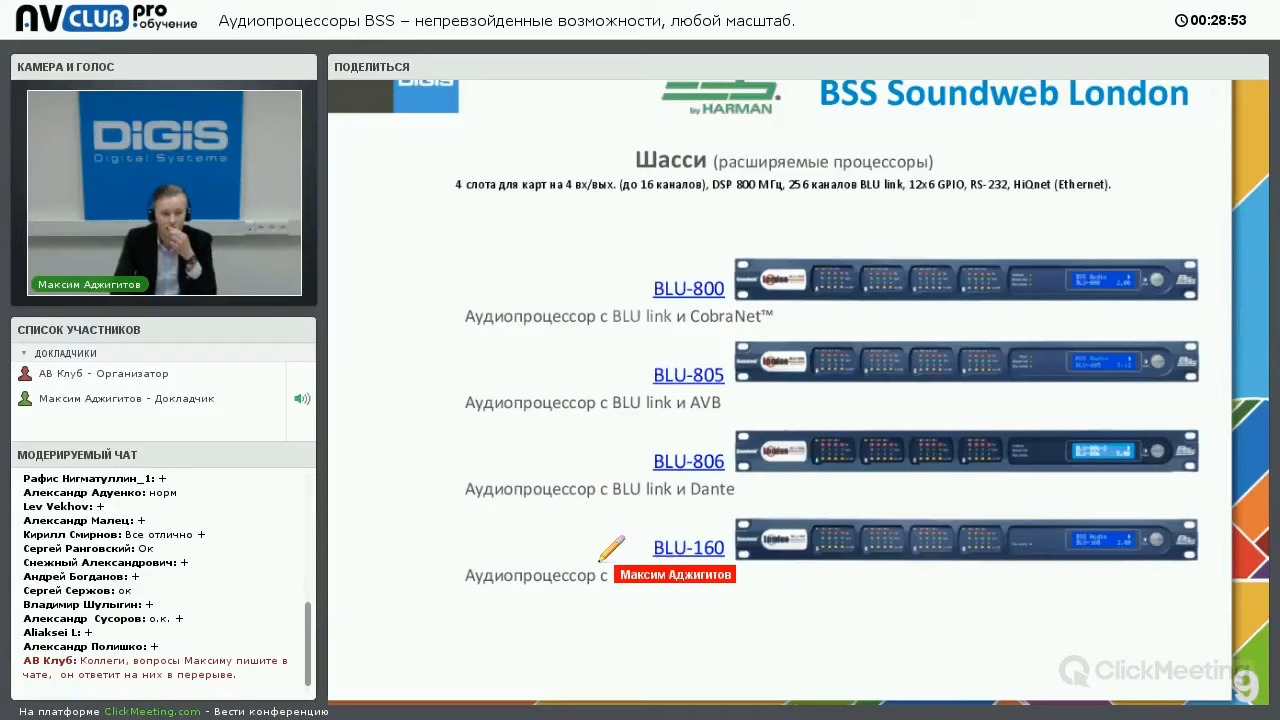 AV CLUB pro :обучение
Аудиопроцессоры BSS – непревзойденные возможности, любой масштаб.
00:28:53
КАМЕРА И ГОЛОС
DIGIS
Digital Systems
Максим Аджигитов
СПИСОК УЧАСТНИКОВ
ДОКЛАДЧИКИ
АВ Клуб - Организатор
Максим Аджигитов - Докладчик
МОДЕРИРУЕМЫЙ ЧАТ
Рафис Нигматуллин_1: +
Александр Адуенко: норм
Lev Vekhov: +
Александр Малец: +
Кирилл Смирнов: Все отлично +
Сергей Ранговский: Ок
Снежный Александрович: +
Андрей Богданов: +
Сергей Сержов: ок
Владимир Шулыгин: +
Александр Сусоров: о.к. +
Aliaksei L: +
Александр Полишко: +
АВ Клуб: Коллеги, вопросы Максиму пишите в
чате, он ответит на них в перерыве.
На платформе ClickMeeting.com - Вести конференцию
ПОДЕЛИТЬСЯ
DIGIS
by HARMAN
BSS Soundweb London
Шасси (расширяемые процессоры)
4 слота для карт на 4 вх/вых. (до 16 каналов), DSP 800 МГц, 256 каналов BLU link, 12x6 GPIO, RS-232, HiQnet (Ethernet).
BLU-800
Аудиопроцессор с BLU link и CobraNet™
BLU-805
Аудиопроцессор с BLU link и AVB
BLU-806
Аудиопроцессор с BLU link и Dante
BLU-160
Аудиопроцессор с
Максим Аджигитов
ClickMeeting
9